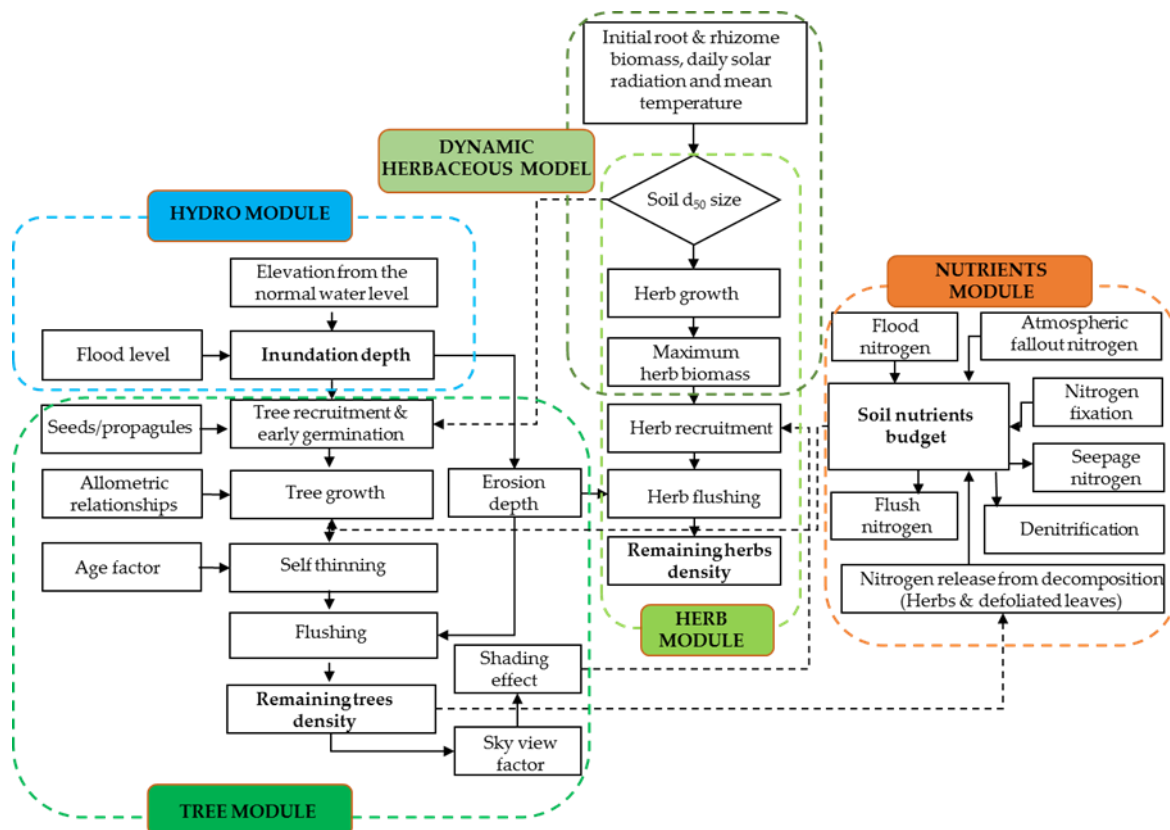 Initial root & rhizome
biomass, daily solar
radiation and mean
temperature
DYNAMIC
HERBACEOUS MODEL
Soil d₅₀ size
HYDRO MODULE
Elevation from the
normal water level
Flood level
Inundation depth
Herb growth
Maximum
herb biomass
NUTRIENTS
MODULE
Flood
nitrogen
Atmospheric
fallout nitrogen
Soil nutrients
budget
Nitrogen
fixation
Seepage
nitrogen
Flush
nitrogen
Denitrification
Nitrogen release from decomposition
(Herbs & defoliated leaves)
Seeds/propagules
Tree recruitment &
early germination
Herb recruitment
Allometric
relationships
Tree growth
Erosion
depth
Herb flushing
Age factor
Self thinning
Remaining herbs
density
Flushing
HERB
MODULE
Shading
effect
Remaining trees
density
Sky view
factor
TREE MODULE